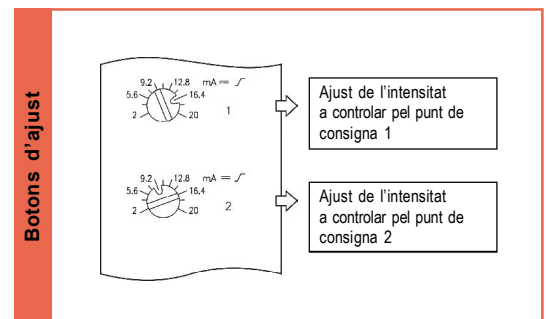 Botons d'ajust
9.2 12.8 mA
5.6 16.4
2 20 1
Ajust de l'intensitat
a controlar pel punt de
consigna 1
9.2 12.8 mA
5.6 16.4
2 20 2
Ajust de l'intensitat
a controlar pel punt de
consigna 2